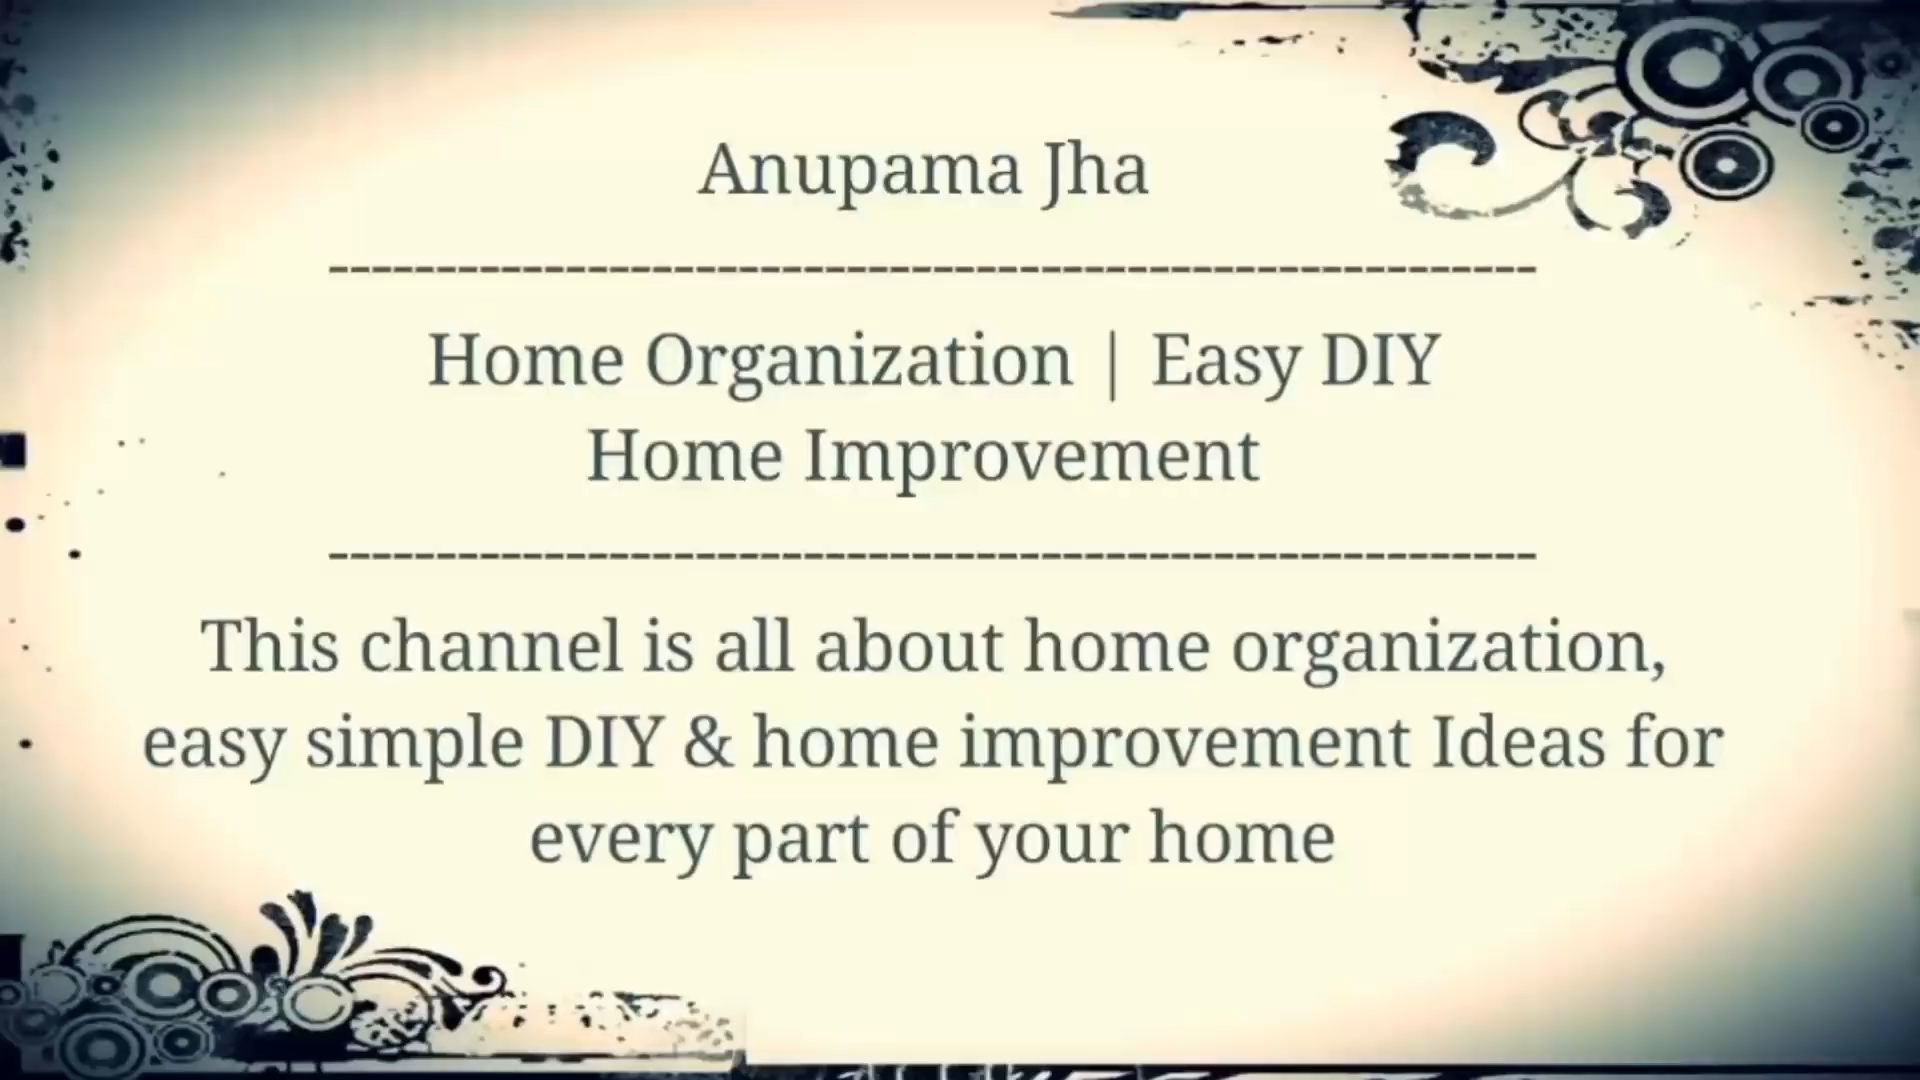 Anupama Jha
--------------------------------------------------------
Home Organization | Easy DIY
Home Improvement
--------------------------------------------------------
This channel is all about home organization,
easy simple DIY & home improvement Ideas for
every part of your home